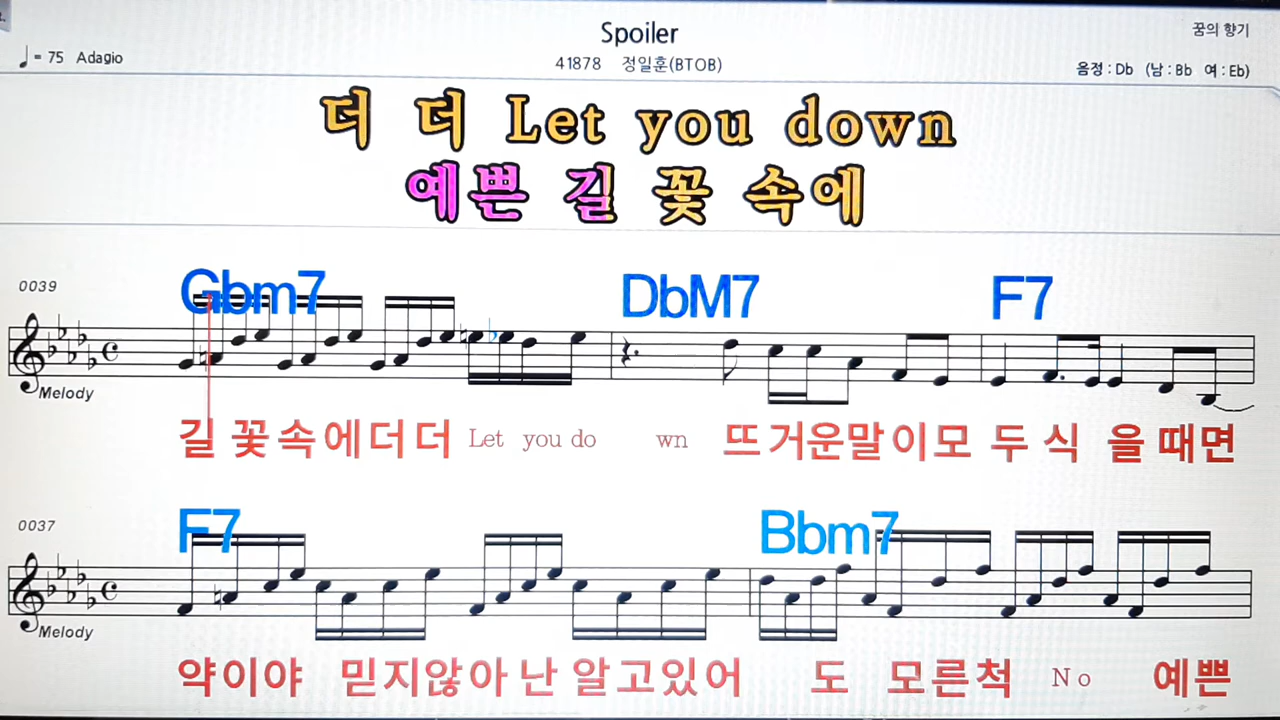 Spoiler
꿈의 향기
♩= 75 Adagio
41878 정일훈(BTOB)
음정 : Db (남 : Bb 여 : Eb)
더 더 Let you down
예쁜 길 꽃 속에
Gbm7 DbM7 F7
0039
Melody
길 꽃속에더더 Let you do wn 뜨거운말이모 두 식 을 때면
F7 Bbm7
0037
Melody
약이야 믿지않아 난 알고있어 도 모른척 No 예쁜